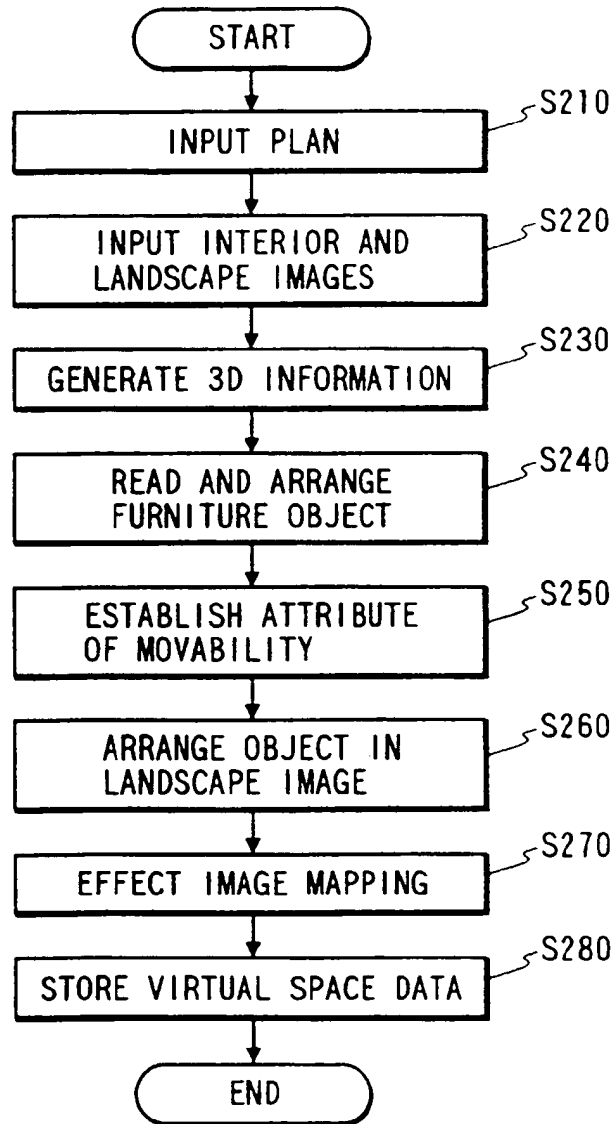 START
S210
INPUT PLAN
S220
INPUT INTERIOR AND
LANDSCAPE IMAGES
S230
GENERATE 3D INFORMATION
S240
READ AND ARRANGE
FURNITURE OBJECT
S250
ESTABLISH ATTRIBUTE
OF MOVABILITY
S260
ARRANGE OBJECT IN
LANDSCAPE IMAGE
S270
EFFECT IMAGE MAPPING
S280
STORE VIRTUAL SPACE DATA
END